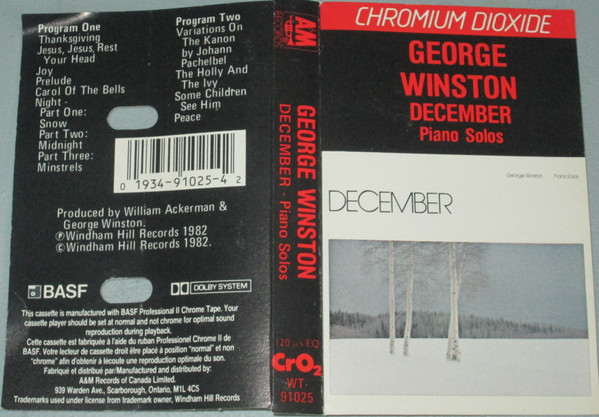 Program One
Thanksgiving
Jesus, Jesus, Rest
Your Head
Joy
Prelude
Carol Of The Bells
Night -
Part One:
Snow
Part Two:
Midnight
Part Three:
Minstrels
Program Two
Variations On
The Kanon
by Johann
Pachelbel
The Holly And
The Ivy
Some Children
See Him
Peace
0 1934-91025-4 2
Produced by William Ackerman &
George Winston.
℗Windham Hill Records 1982
©Windham Hill Records 1982.
BASF
DOLBY SYSTEM
This cassette is manufactured with BASF Professional II Chrome Tape. Your
cassette player should be set at normal and not chrome for optimal sound
reproduction during playback.
Cette cassette est fabriquée à l'aide du ruban Professionel Chrome II de
BASF. Votre lecteur de cassette droit être placé à position "normal" et non
"chrome" afin d'obtenir à l'écoute une reproduction optimale du son.
Fabriqué et distribué par/Manufactured and distributed by:
A&M Records of Canada Limited.
939 Warden Ave., Scarborough, Ontario, M1L 4C5
Trademarks used under license from trademark owner, Windham Hill Records
A&M
RECORDS
GEORGE WINSTON
DECEMBER · Piano Solos
120 µs EQ
CrO2
WT-
91025
CHROMIUM DIOXIDE
GEORGE
WINSTON
DECEMBER
Piano Solos
George Winston Piano Solos
DECEMBER